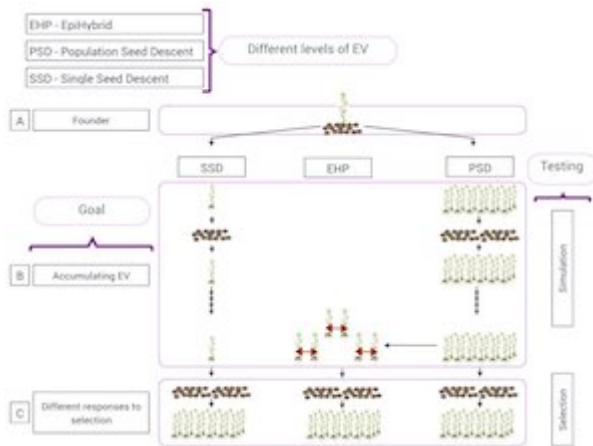 EHP - EpiHybrid
PSD - Population Seed Descent
SSD - Single Seed Descent
Different levels of EV
A
Founder
SSD
EHP
PSD
Testing
Goal
B
Accumulating EV
Simulation
C
Different responses to
selection
Selection